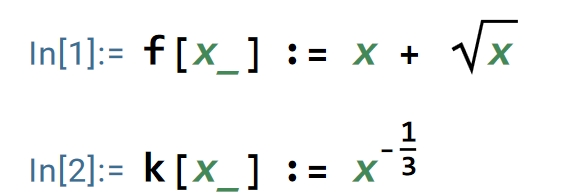 In[1]:= f[x_] := x + √x
In[2]:= k[x_] := x^(-1/3)